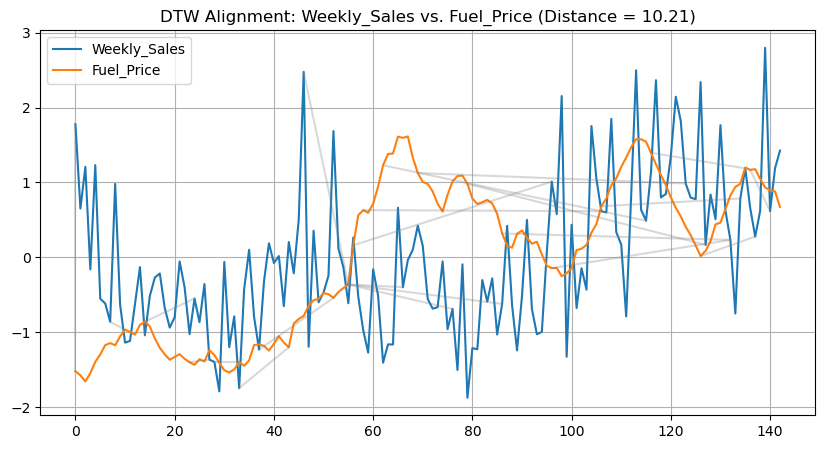 DTW Alignment: Weekly_Sales vs. Fuel_Price (Distance = 10.21)
Weekly_Sales
Fuel_Price
3
2
1
0
−1
−2
0 20 40 60 80 100 120 140